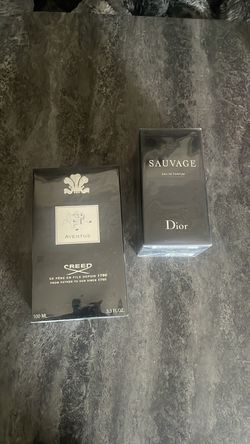 AVENTUS
CREED
DE PÈRE EN FILS DEPUIS 1760
FROM FATHER TO SON SINCE 1760
100 ML
3.3 FL.OZ.
SAUVAGE
EAU DE PARFUM
Dior